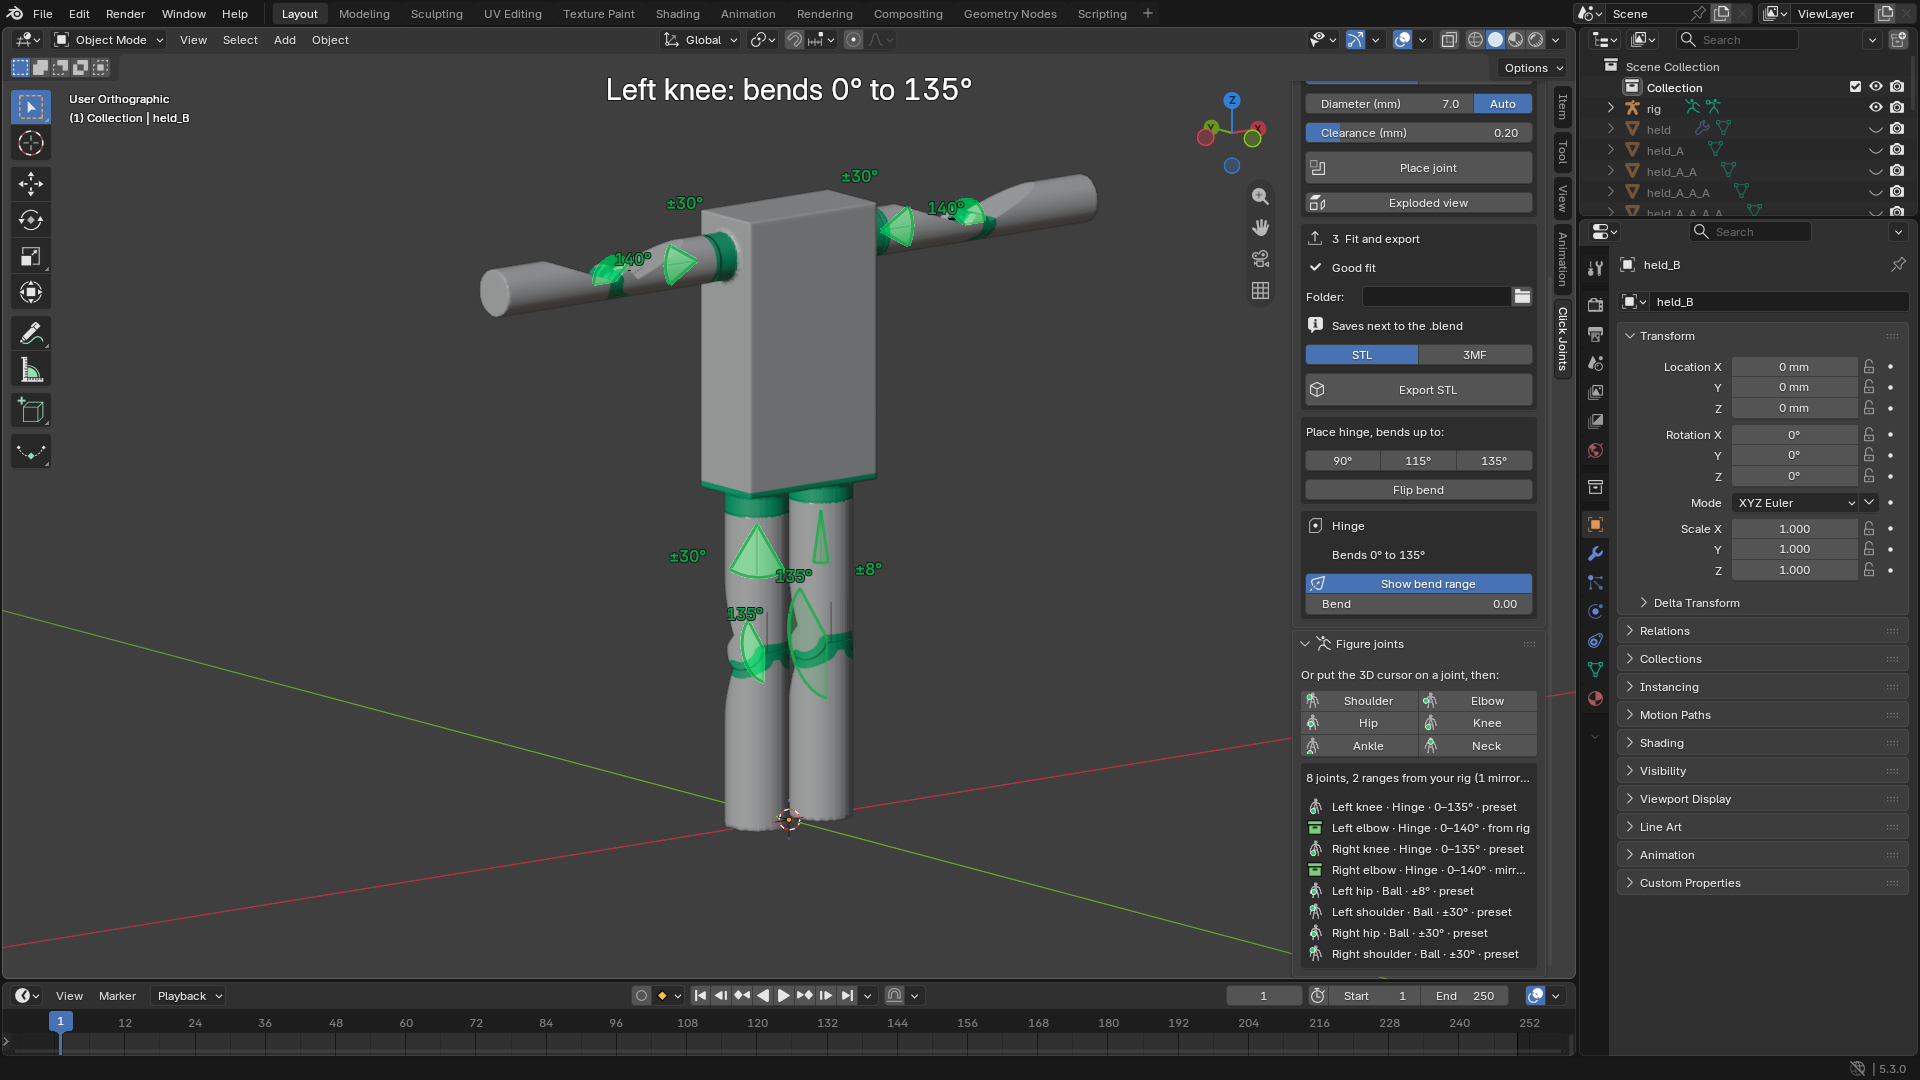 File Edit Render Window Help Layout Modeling Sculpting UV Editing Texture Paint Shading Animation Rendering Compositing Geometry Nodes Scripting Scene ViewLayer
Object Mode View Select Add Object Global Search
Options
Left knee: bends 0° to 135°
User Orthographic
(1) Collection | held_B
Z
±30°
±30°
140°
140°
±30°
±8°
135°
135°
Diameter (mm) 7.0 Auto
Clearance (mm) 0.20
Place joint
Exploded view
3 Fit and export
Good fit
Folder:
Saves next to the .blend
STL 3MF
Export STL
Place hinge, bends up to:
90° 115° 135°
Flip bend
Hinge
Bends 0° to 135°
Show bend range
Bend 0.00
Figure joints
Or put the 3D cursor on a joint, then:
Shoulder Elbow
Hip Knee
Ankle Neck
8 joints, 2 ranges from your rig (1 mirror...
Left knee · Hinge · 0–135° · preset
Left elbow · Hinge · 0–140° · from rig
Right knee · Hinge · 0–135° · preset
Right elbow · Hinge · 0–140° · mirr...
Left hip · Ball · ±8° · preset
Left shoulder · Ball · ±30° · preset
Right hip · Ball · ±30° · preset
Right shoulder · Ball · ±30° · preset
Item
Tool
View
Animation
Click Joints
Scene Collection
Collection
rig
held
held_A
held_A_A
held_A_A_A
held_A_A_A_A
Search
held_B
held_B
Transform
Location X 0 mm
Y 0 mm
Z 0 mm
Rotation X 0°
Y 0°
Z 0°
Mode XYZ Euler
Scale X 1.000
Y 1.000
Z 1.000
Delta Transform
Relations
Collections
Instancing
Motion Paths
Shading
Visibility
Viewport Display
Line Art
Animation
Custom Properties
View Marker Playback 1 Start 1 End 250
1 12 24 36 48 60 72 84 96 108 120 132 144 156 168 180 192 204 216 228 240 252
5.3.0